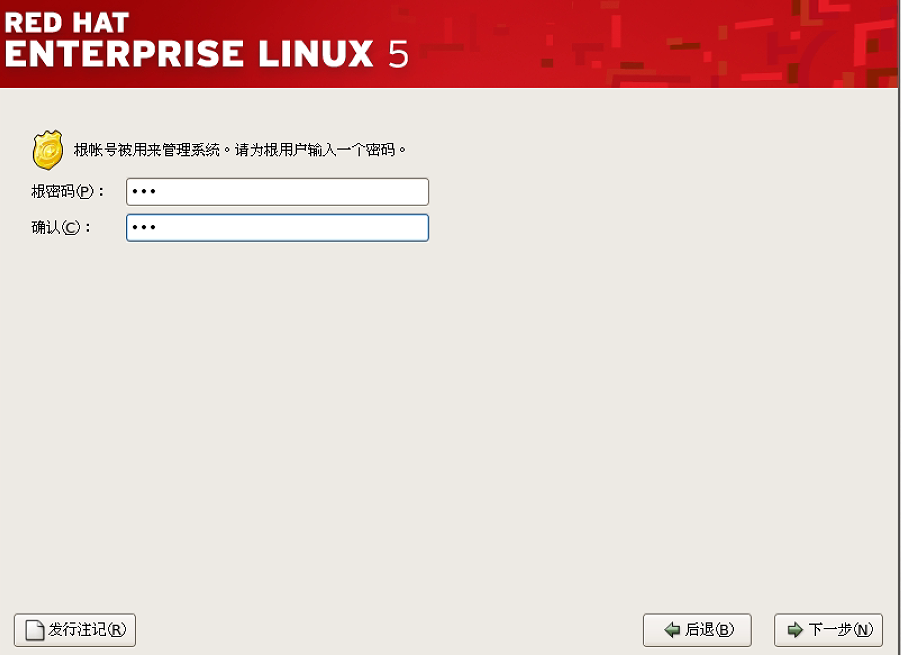 RED HAT
ENTERPRISE LINUX 5
根帐号被用来管理系统。请为根用户输入一个密码。
根密码(P)：•••
确认(C)：•••
发行注记(R)
后退(B)
下一步(N)